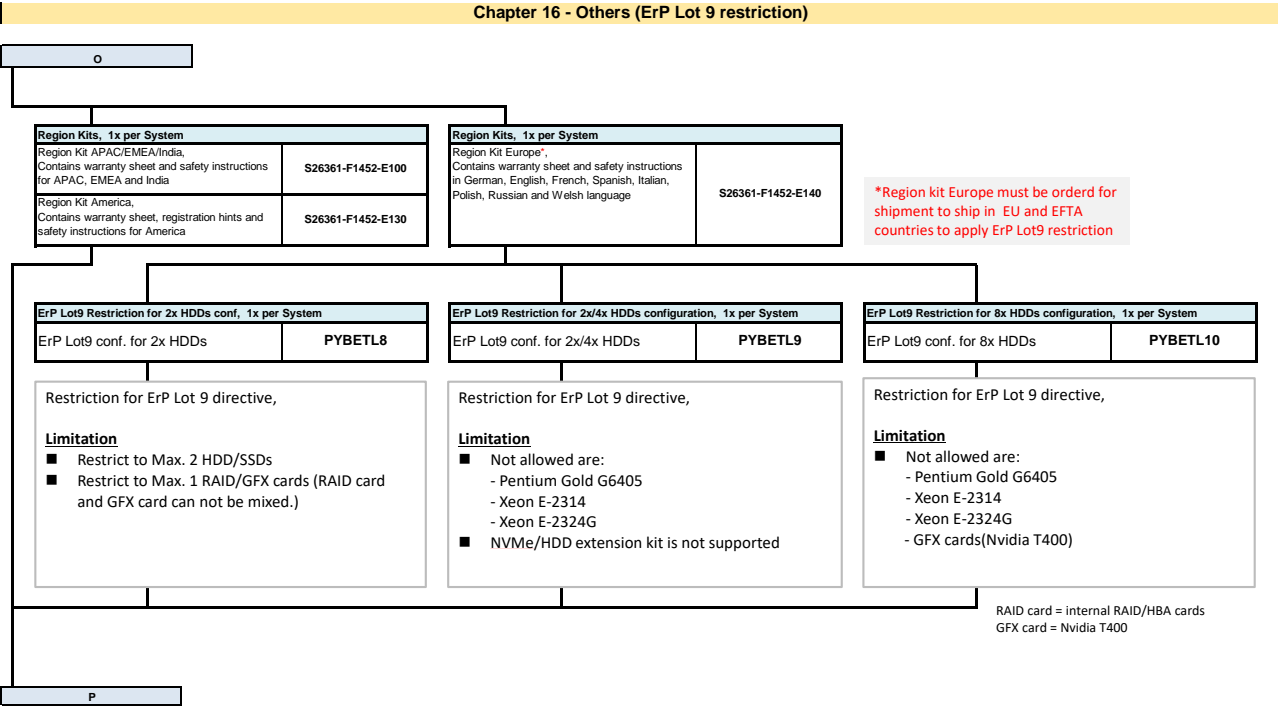 Chapter 16 - Others (ErP Lot 9 restriction)
O
Region Kits,  1x per System
Region Kit APAC/EMEA/India,
Contains warranty sheet and safety instructions
for APAC, EMEA and India
S26361-F1452-E100
Region Kit America,
Contains warranty sheet, registration hints and
safety instructions for America
S26361-F1452-E130
Region Kits,  1x per System
Region Kit Europe*,
Contains warranty sheet and safety instructions
in German, English, French, Spanish, Italian,
Polish, Russian and Welsh language
S26361-F1452-E140
*Region kit Europe must be orderd for
shipment to ship in  EU and EFTA
countries to apply ErP Lot9 restriction
ErP Lot9 Restriction for 2x HDDs conf,  1x per System
ErP Lot9 conf. for 2x HDDs
PYBETL8
ErP Lot9 Restriction for 2x/4x HDDs configuration,  1x per System
ErP Lot9 conf. for 2x/4x HDDs
PYBETL9
ErP Lot9 Restriction for 8x HDDs configuration,  1x per System
ErP Lot9 conf. for 8x HDDs
PYBETL10
Restriction for ErP Lot 9 directive,
Limitation
■ Restrict to Max. 2 HDD/SSDs
■ Restrict to Max. 1 RAID/GFX cards (RAID card
and GFX card can not be mixed.)
Restriction for ErP Lot 9 directive,
Limitation
■ Not allowed are:
- Pentium Gold G6405
- Xeon E-2314
- Xeon E-2324G
■ NVMe/HDD extension kit is not supported
Restriction for ErP Lot 9 directive,
Limitation
■ Not allowed are:
- Pentium Gold G6405
- Xeon E-2314
- Xeon E-2324G
- GFX cards(Nvidia T400)
RAID card = internal RAID/HBA cards
GFX card = Nvidia T400
P